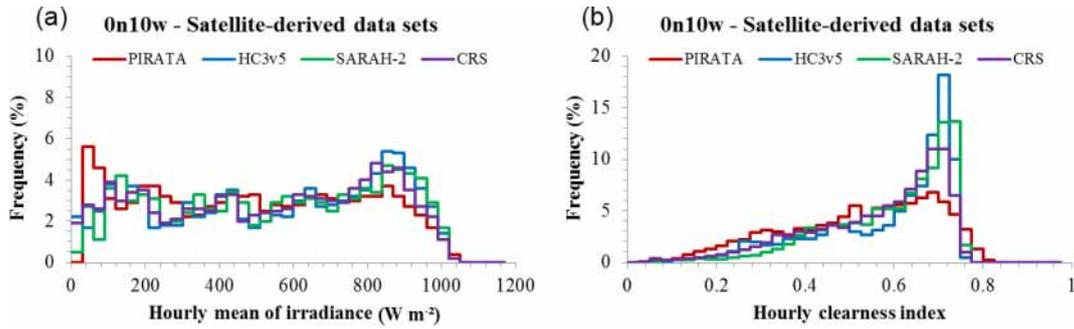 (a)
0n10w - Satellite-derived data sets
PIRATA HC3v5 SARAH-2 CRS
Frequency (%)
10
8
6
4
2
0
0 200 400 600 800 1000 1200
Hourly mean of irradiance (W m-2)
(b)
0n10w - Satellite-derived data sets
PIRATA HC3v5 SARAH-2 CRS
Frequency (%)
20
15
10
5
0
0 0.2 0.4 0.6 0.8 1
Hourly clearness index